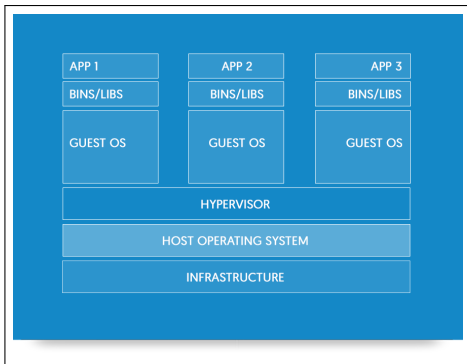 APP 1 APP 2 APP 3
BINS/LIBS BINS/LIBS BINS/LIBS
GUEST OS GUEST OS GUEST OS
HYPERVISOR
HOST OPERATING SYSTEM
INFRASTRUCTURE